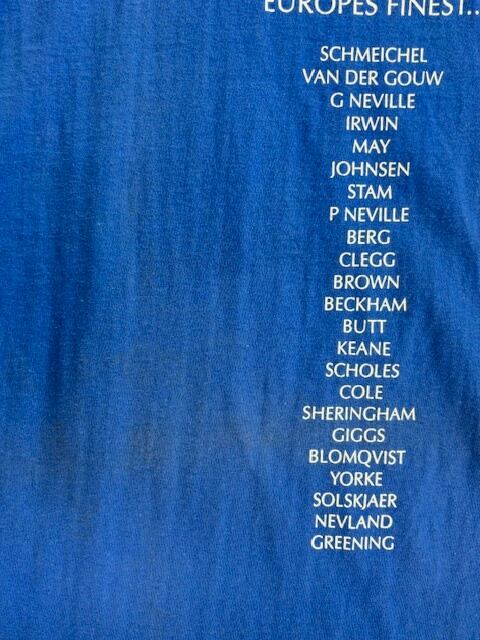 EUROPES FINEST..
SCHMEICHEL
VAN DER GOUW
G NEVILLE
IRWIN
MAY
JOHNSEN
STAM
P NEVILLE
BERG
CLEGG
BROWN
BECKHAM
BUTT
KEANE
SCHOLES
COLE
SHERINGHAM
GIGGS
BLOMQVIST
YORKE
SOLSKJAER
NEVLAND
GREENING